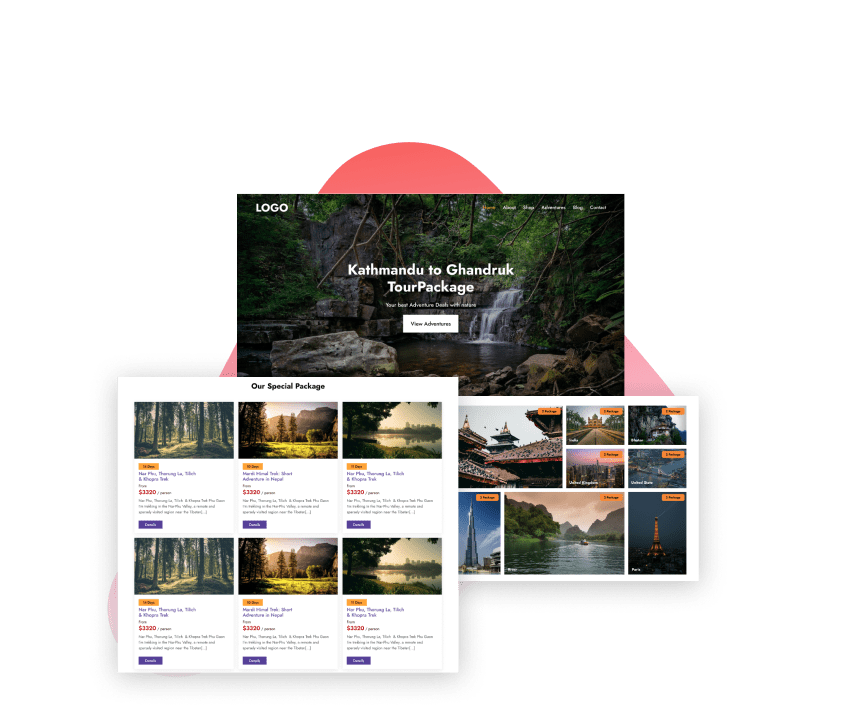 LOGO
Home About Shop Adventures Blog Contact
Kathmandu to Ghandruk
TourPackage
Your best Adventure Deals with nature
View Adventures
Our Special Package
14 Days
Nar Phu, Thorung La, Tilich
& Khopra Trek
From
$3320 / person
Nar Phu, Thorung La, Tilich & Khopra Trek Phu Gaon
I'm trekking in the Nar-Phu Valley, a remote and
sparsely visited region near the Tibetan[...]
Details
10 Days
Mardi Himal Trek, Short
Adventure in Nepal
From
$3320 / person
Nar Phu, Thorung La, Tilich & Khopra Trek Phu Gaon
I'm trekking in the Nar-Phu Valley, a remote and
sparsely visited region near the Tibetan[...]
Details
11 Days
Nar Phu, Thorung La, Tilich
& Khopra Trek
From
$3320 / person
Nar Phu, Thorung La, Tilich & Khopra Trek Phu Gaon
I'm trekking in the Nar-Phu Valley, a remote and
sparsely visited region near the Tibetan[...]
Details
14 Days
Nar Phu, Thorung La, Tilich
& Khopra Trek
From
$3320 / person
Nar Phu, Thorung La, Tilich & Khopra Trek Phu Gaon
I'm trekking in the Nar-Phu Valley, a remote and
sparsely visited region near the Tibetan[...]
Details
10 Days
Mardi Himal Trek, Short
Adventure in Nepal
From
$3320 / person
Nar Phu, Thorung La, Tilich & Khopra Trek Phu Gaon
I'm trekking in the Nar-Phu Valley, a remote and
sparsely visited region near the Tibetan[...]
Details
11 Days
Nar Phu, Thorung La, Tilich
& Khopra Trek
From
$3320 / person
Nar Phu, Thorung La, Tilich & Khopra Trek Phu Gaon
I'm trekking in the Nar-Phu Valley, a remote and
sparsely visited region near the Tibetan[...]
Details
2 Package
2 Package
India
2 Package
Bhutan
2 Package
United Kingdom
2 Package
United State
2 Package
2 Package
2 Package
Paris